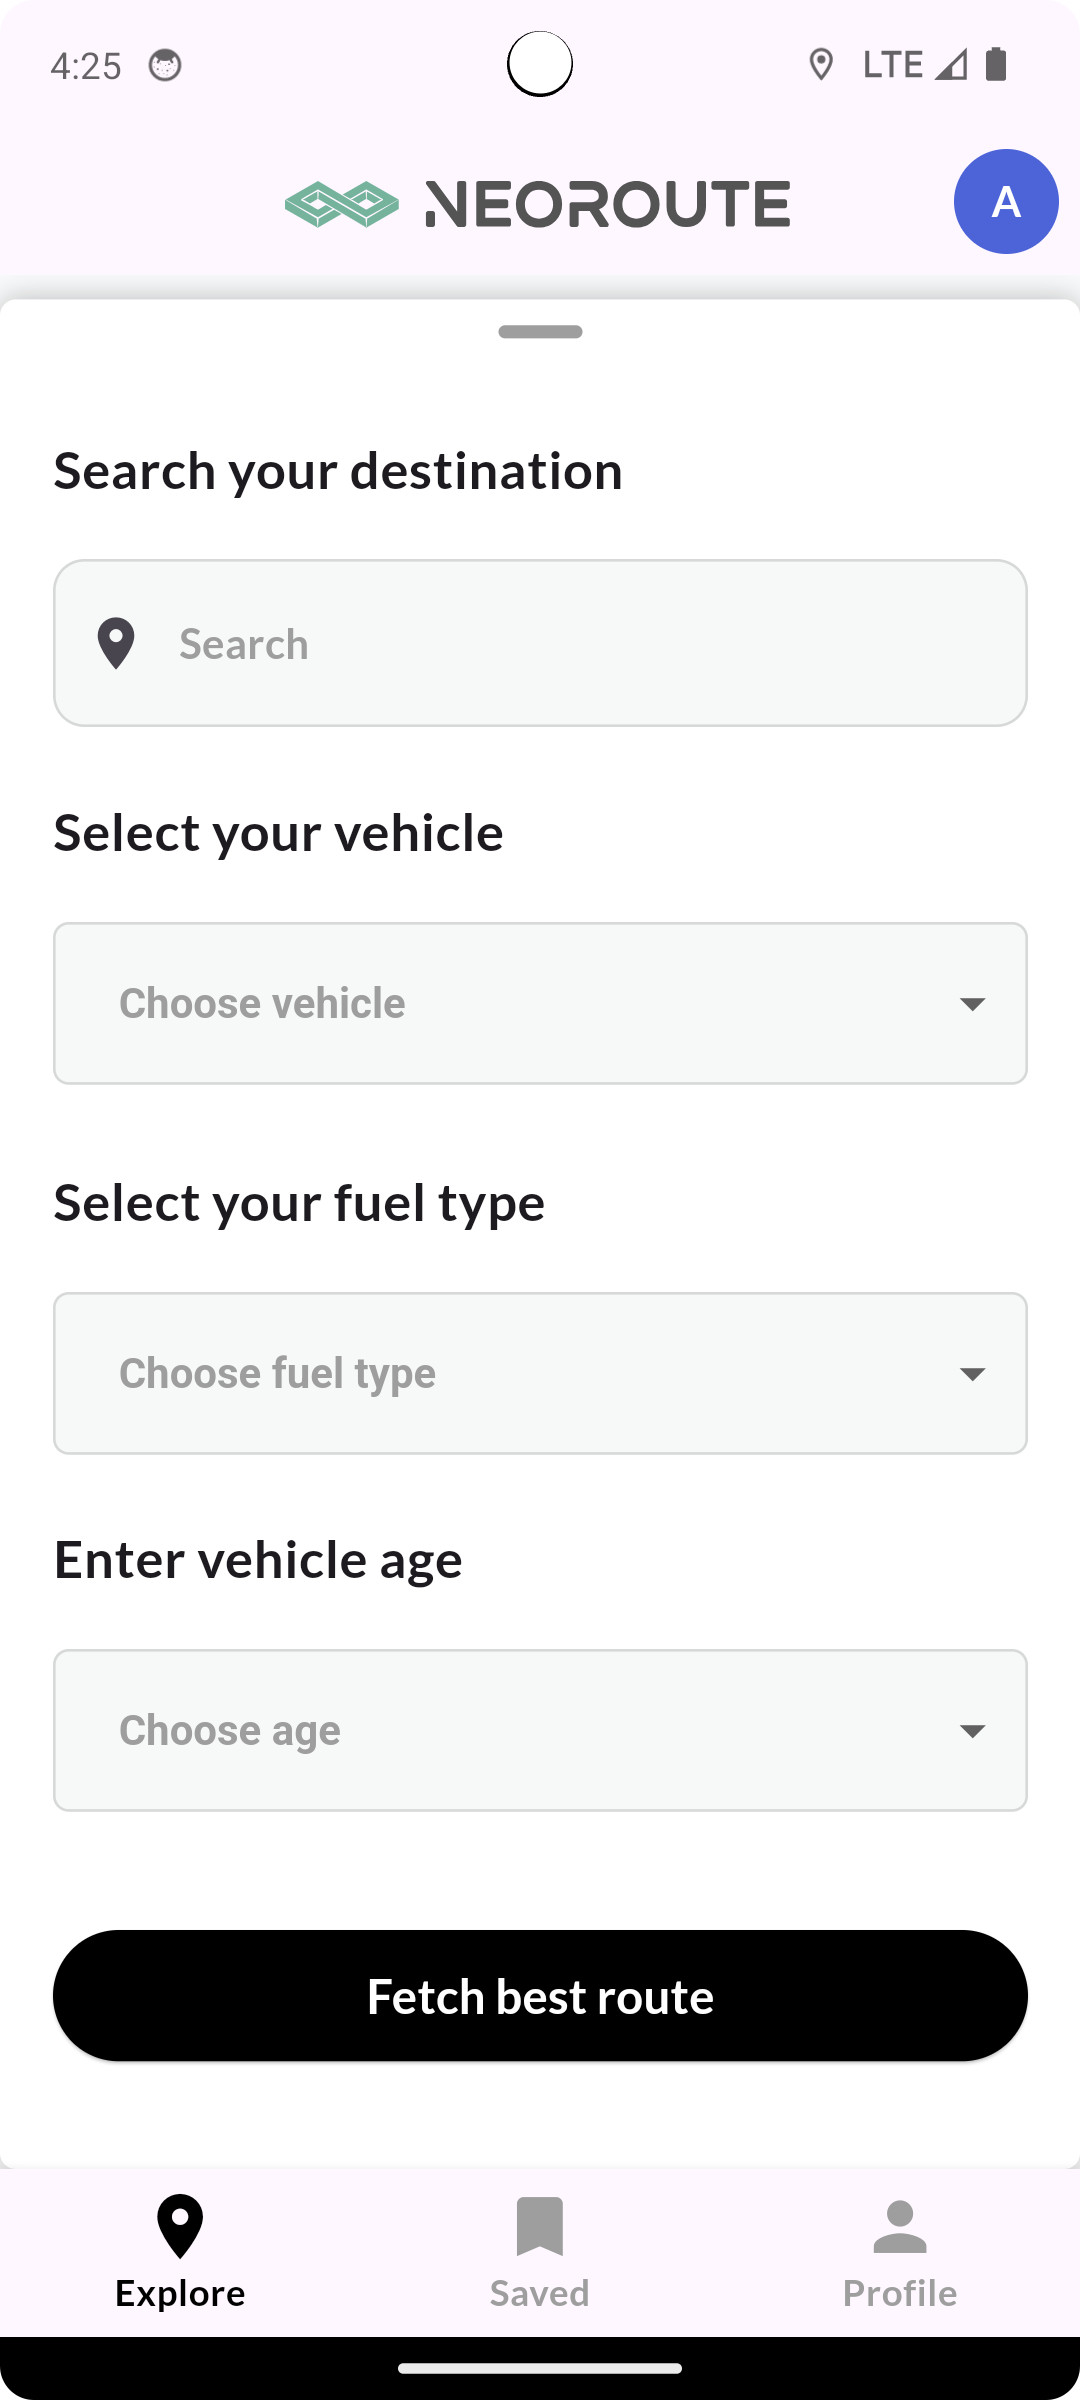 4:25
LTE
NEOROUTE
A
Search your destination
Search
Select your vehicle
Choose vehicle
Select your fuel type
Choose fuel type
Enter vehicle age
Choose age
Fetch best route
Explore
Saved
Profile